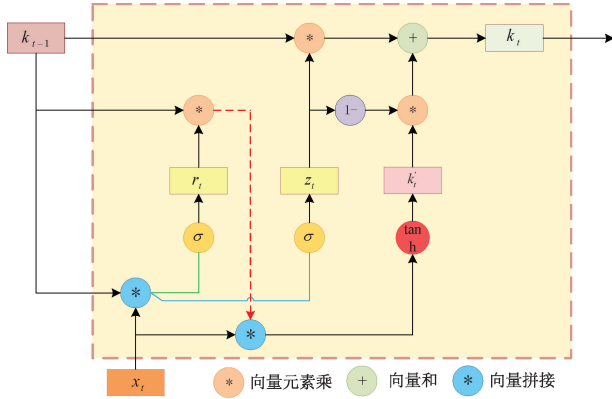 k_{t-1} * + k_t
* 1- *
r_t z_t k_t^'
σ σ tan
h
*
*
x_t * 向量元素乘 + 向量和 * 向量拼接